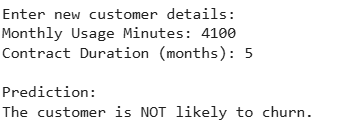 Enter new customer details:
Monthly Usage Minutes: 4100
Contract Duration (months): 5
Prediction:
The customer is NOT likely to churn.